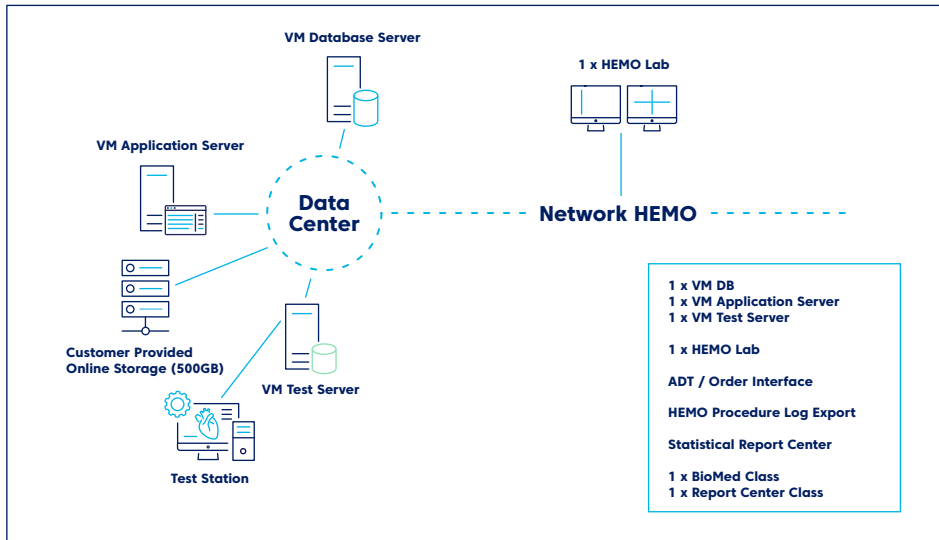 VM Database Server
1 x HEMO Lab
VM Application Server
Data
Center
Network HEMO
Customer Provided
Online Storage (500GB)
VM Test Server
Test Station
1 x VM DB
1 x VM Application Server
1 x VM Test Server
1 x HEMO Lab
ADT / Order Interface
HEMO Procedure Log Export
Statistical Report Center
1 x BioMed Class
1 x Report Center Class